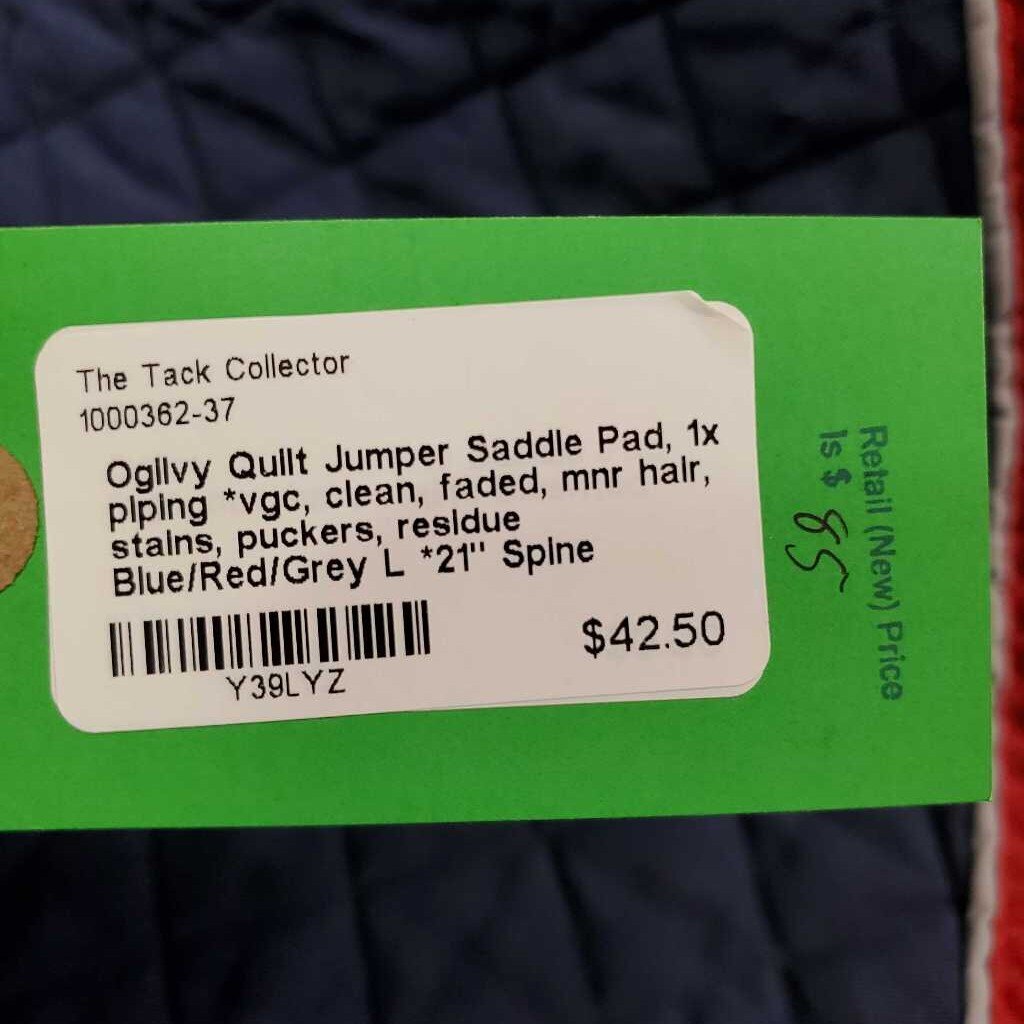 The Tack Collector
1000362-37
Ogilvy Quilt Jumper Saddle Pad, 1x
piping *vgc, clean, faded, mnr hair,
stains, puckers, residue
Blue/Red/Grey L *21" Spine
$42.50
Y39LYZ
Retail (New) Price
Is $ 85